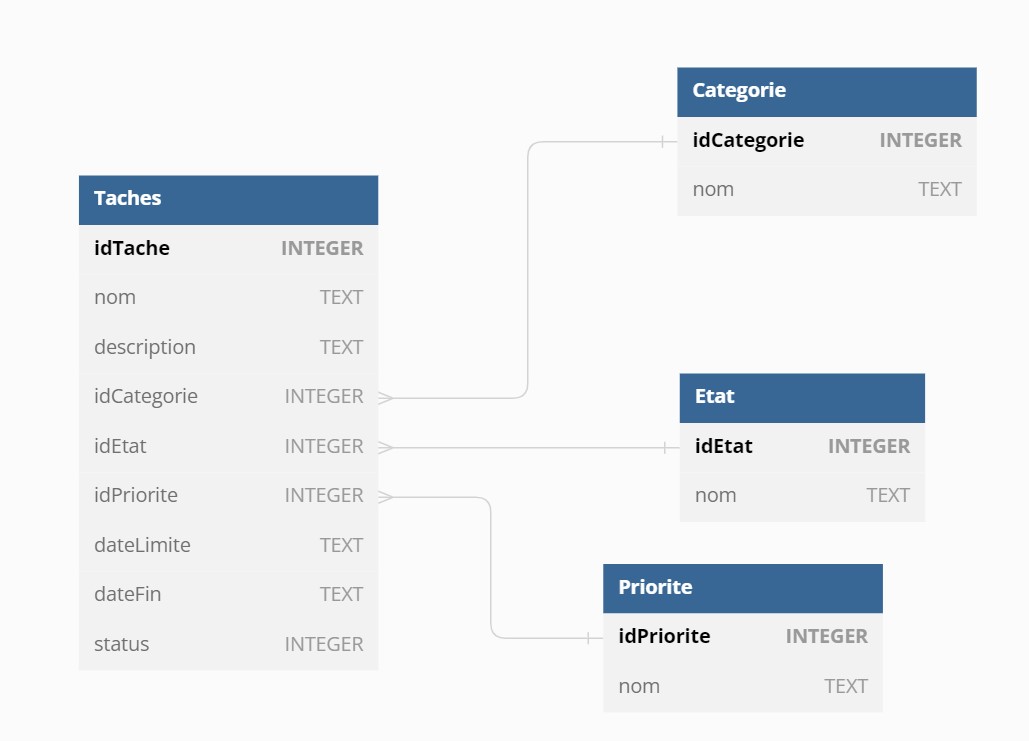 Taches
idTache INTEGER
nom TEXT
description TEXT
idCategorie INTEGER
idEtat INTEGER
idPriorite INTEGER
dateLimite TEXT
dateFin TEXT
status INTEGER
Categorie
idCategorie INTEGER
nom TEXT
Etat
idEtat INTEGER
nom TEXT
Priorite
idPriorite INTEGER
nom TEXT